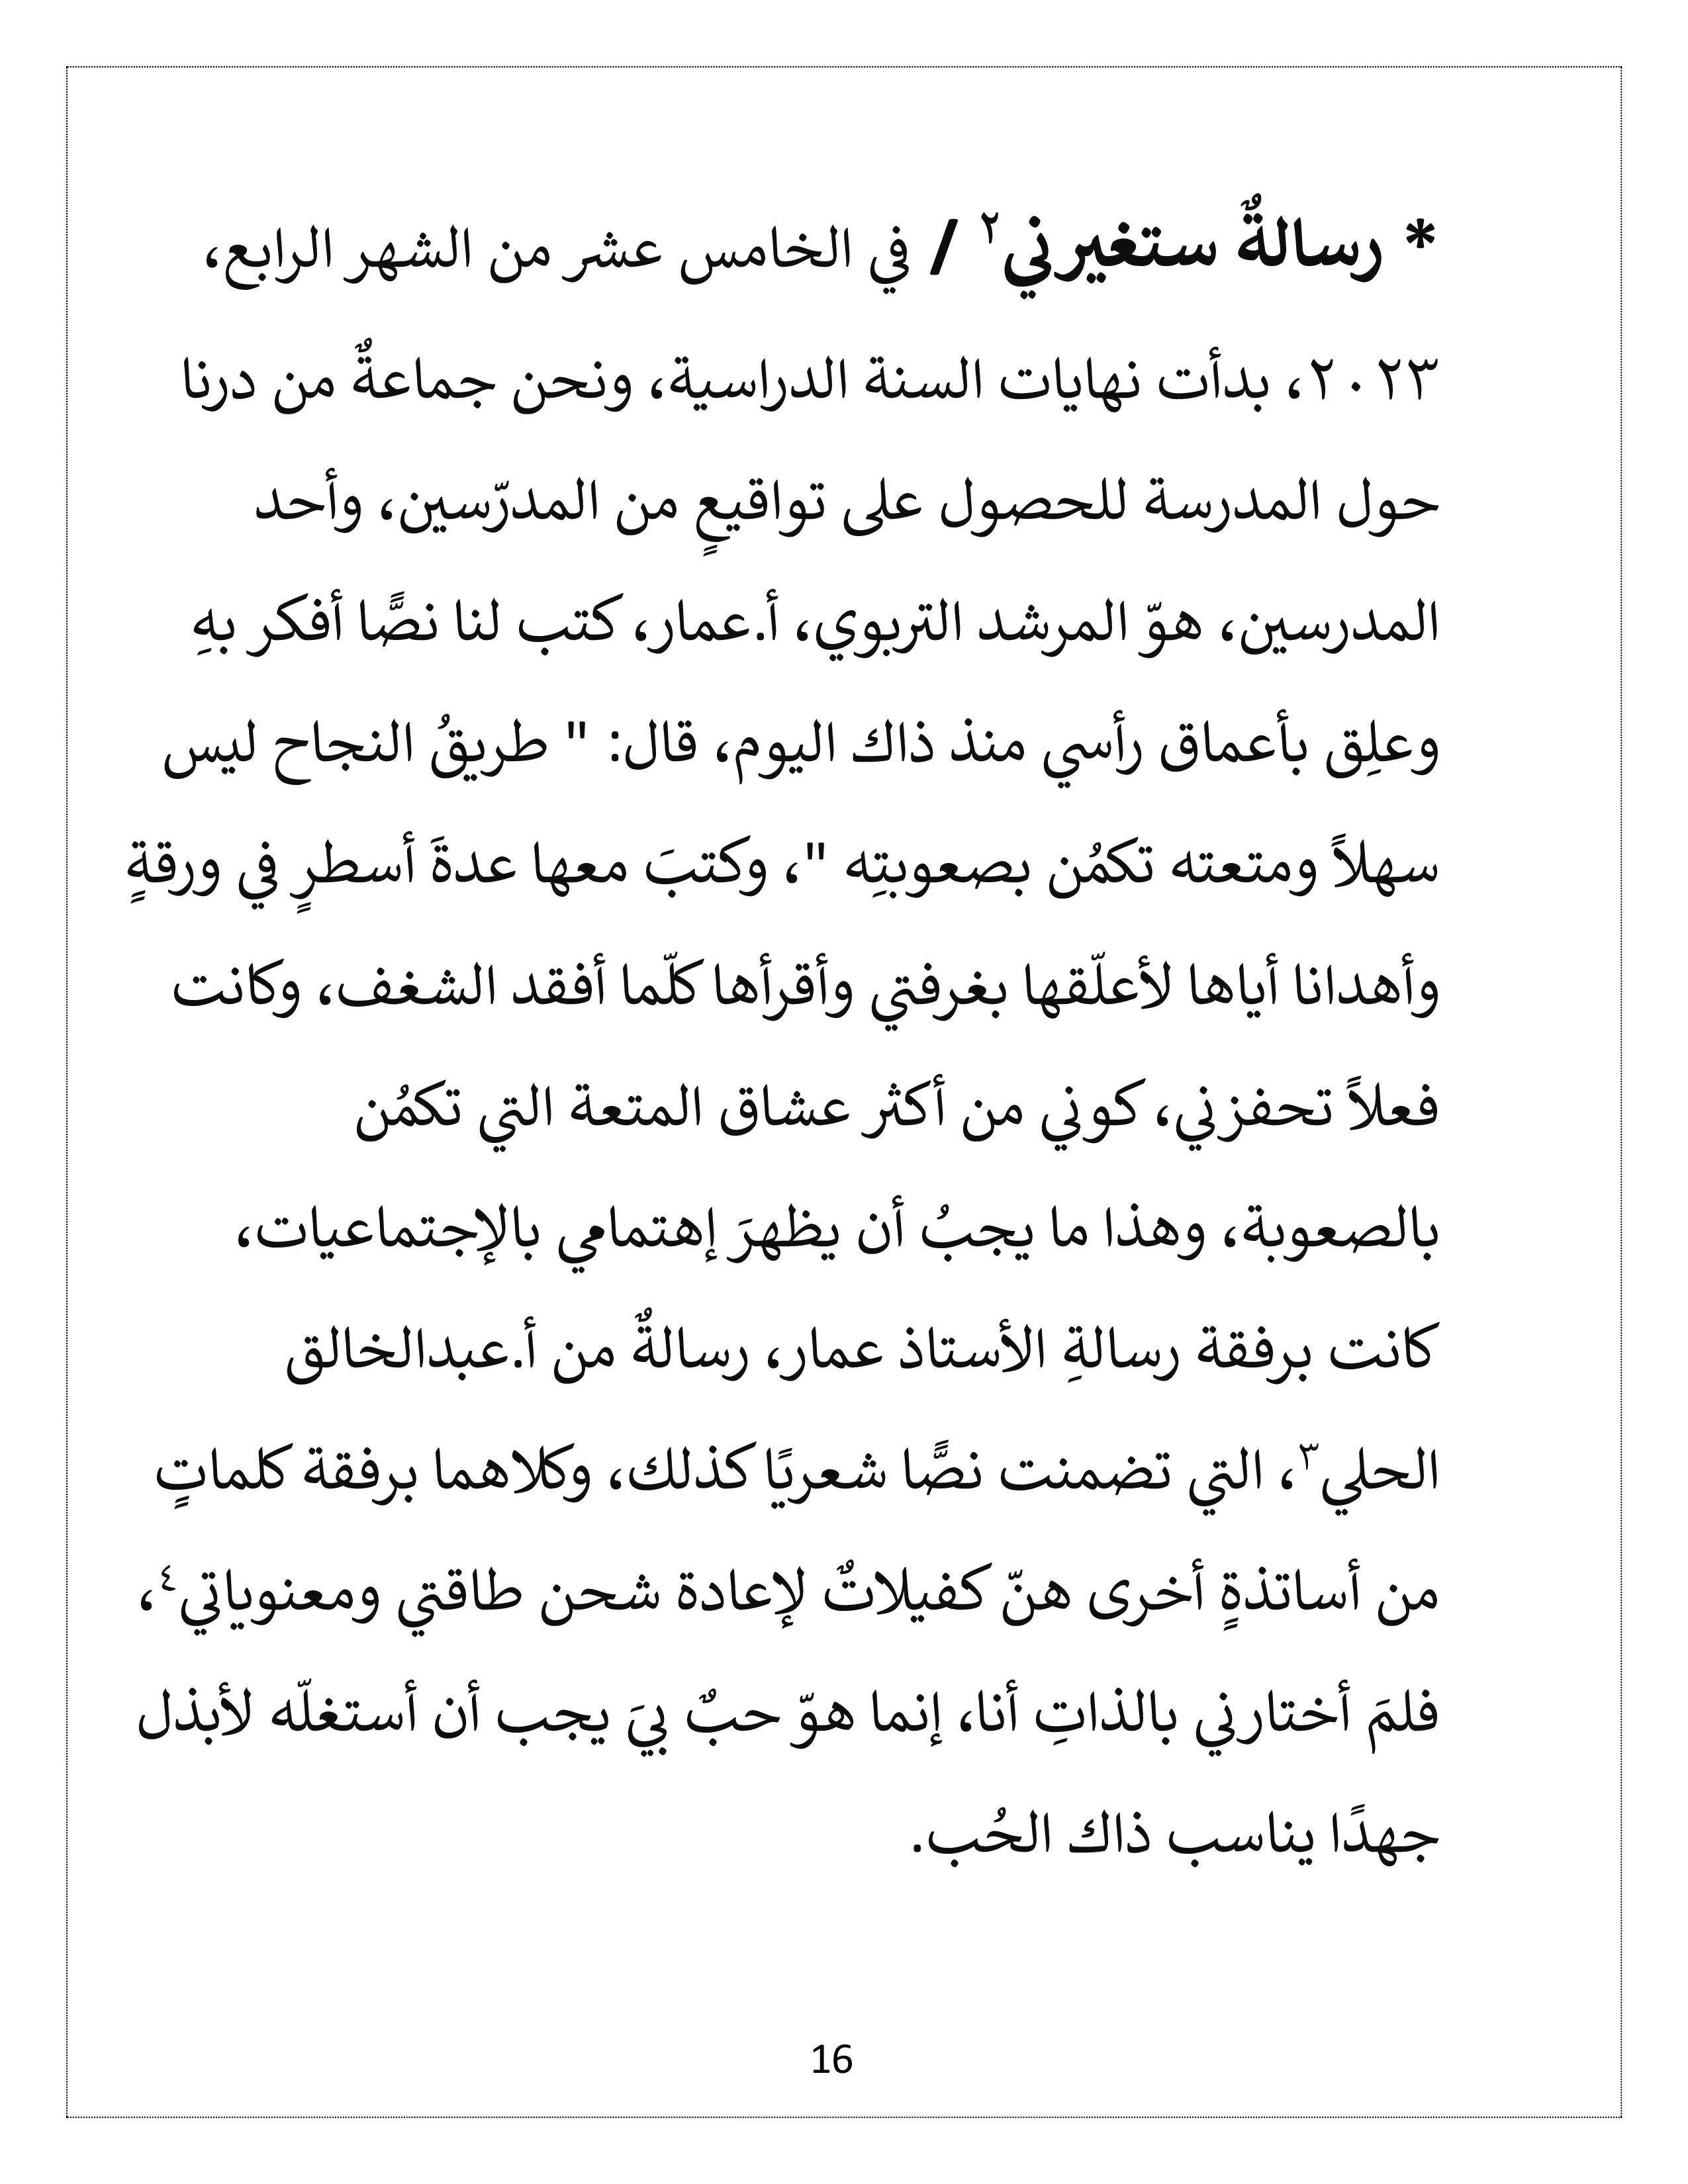 * رسالةٌ ستغيرني٢ / في الخامس عشر من الشهر الرابع،
٢٠٢٣، بدأت نهايات السنة الدراسية، ونحن جماعةٌ من درنا
حول المدرسة للحصول على تواقيعٍ من المدرّسين، وأحد
المدرسين، هوّ المرشد التربوي، أ.عمار، كتب لنا نصًّا أفكر بهِ
وعلِق بأعماق رأسي منذ ذاك اليوم، قال: " طريقُ النجاح ليس
سهلاً ومتعته تكمُن بصعوبتِه "، وكتبَ معها عدةَ أسطرٍ في ورقةٍ
وأهدانا أياها لأعلّقها بغرفتي وأقرأها كلّما أفقد الشغف، وكانت
فعلاً تحفزني، كوني من أكثر عشاق المتعة التي تكمُن
بالصعوبة، وهذا ما يجبُ أن يظهرَ إهتمامي بالإجتماعيات،
كانت برفقة رسالةِ الأستاذ عمار، رسالةٌ من أ.عبدالخالق
الحلي٣، التي تضمنت نصًّا شعريًا كذلك، وكلاهما برفقة كلماتٍ
من أساتذةٍ أخرى هنّ كفيلاتٌ لإعادة شحن طاقتي ومعنوياتي٤،
فلمَ أختارني بالذاتِ أنا، إنما هوّ حبٌ بيَ يجب أن أستغلّه لأبذل
جهدًا يناسب ذاك الحُب.
16